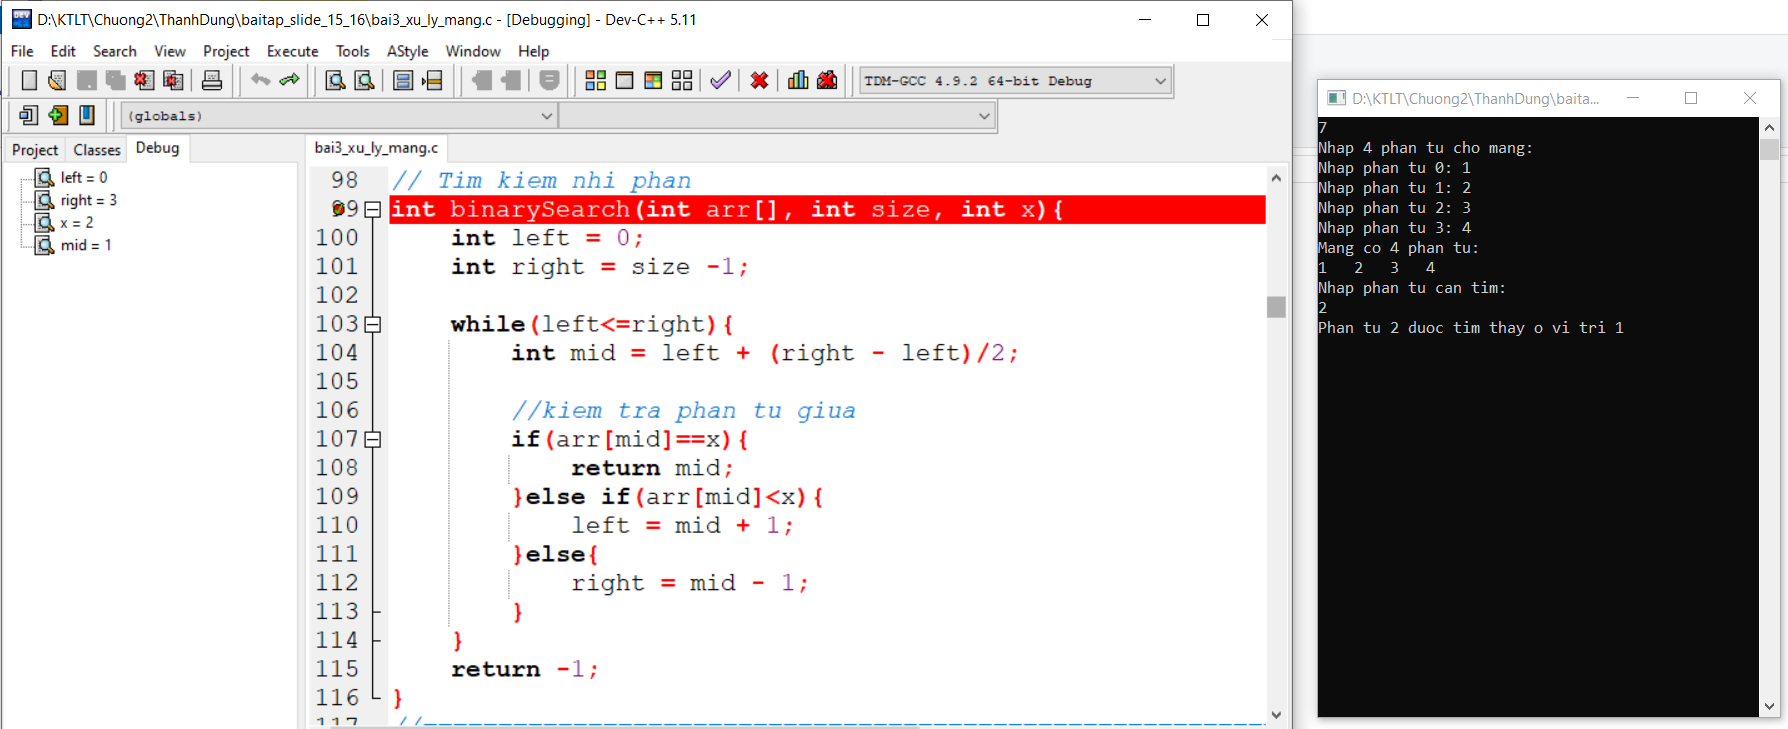 D:\KTLT\Chuong2\ThanhDung\baitap_slide_15_16\bai3_xu_ly_mang.c - [Debugging] - Dev-C++ 5.11
File Edit Search View Project Execute Tools AStyle Window Help
TDM-GCC 4.9.2 64-bit Debug
(globals)
Project Classes Debug
left = 0
right = 3
x = 2
mid = 1
bai3_xu_ly_mang.c
98 // Tim kiem nhi phan
99 int binarySearch(int arr[], int size, int x){
100 int left = 0;
101 int right = size -1;
102
103 while(left<=right){
104 int mid = left + (right - left)/2;
105
106 //kiem tra phan tu giua
107 if(arr[mid]==x){
108 return mid;
109 }else if(arr[mid]<x){
110 left = mid + 1;
111 }else{
112 right = mid - 1;
113 }
114 }
115 return -1;
116 }
D:\KTLT\Chuong2\ThanhDung\baita...
7
Nhap 4 phan tu cho mang:
Nhap phan tu 0: 1
Nhap phan tu 1: 2
Nhap phan tu 2: 3
Nhap phan tu 3: 4
Mang co 4 phan tu:
1 2 3 4
Nhap phan tu can tim:
2
Phan tu 2 duoc tim thay o vi tri 1